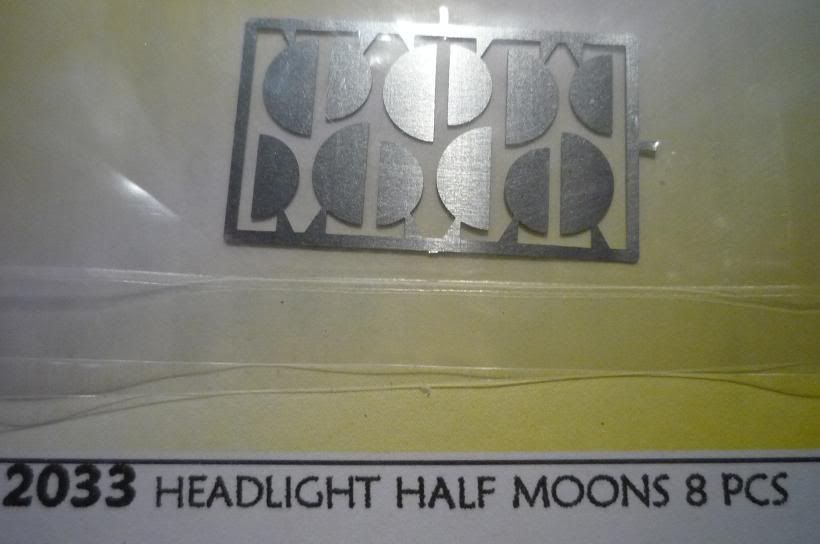 2033 HEADLIGHT HALF MOONS 8 PCS